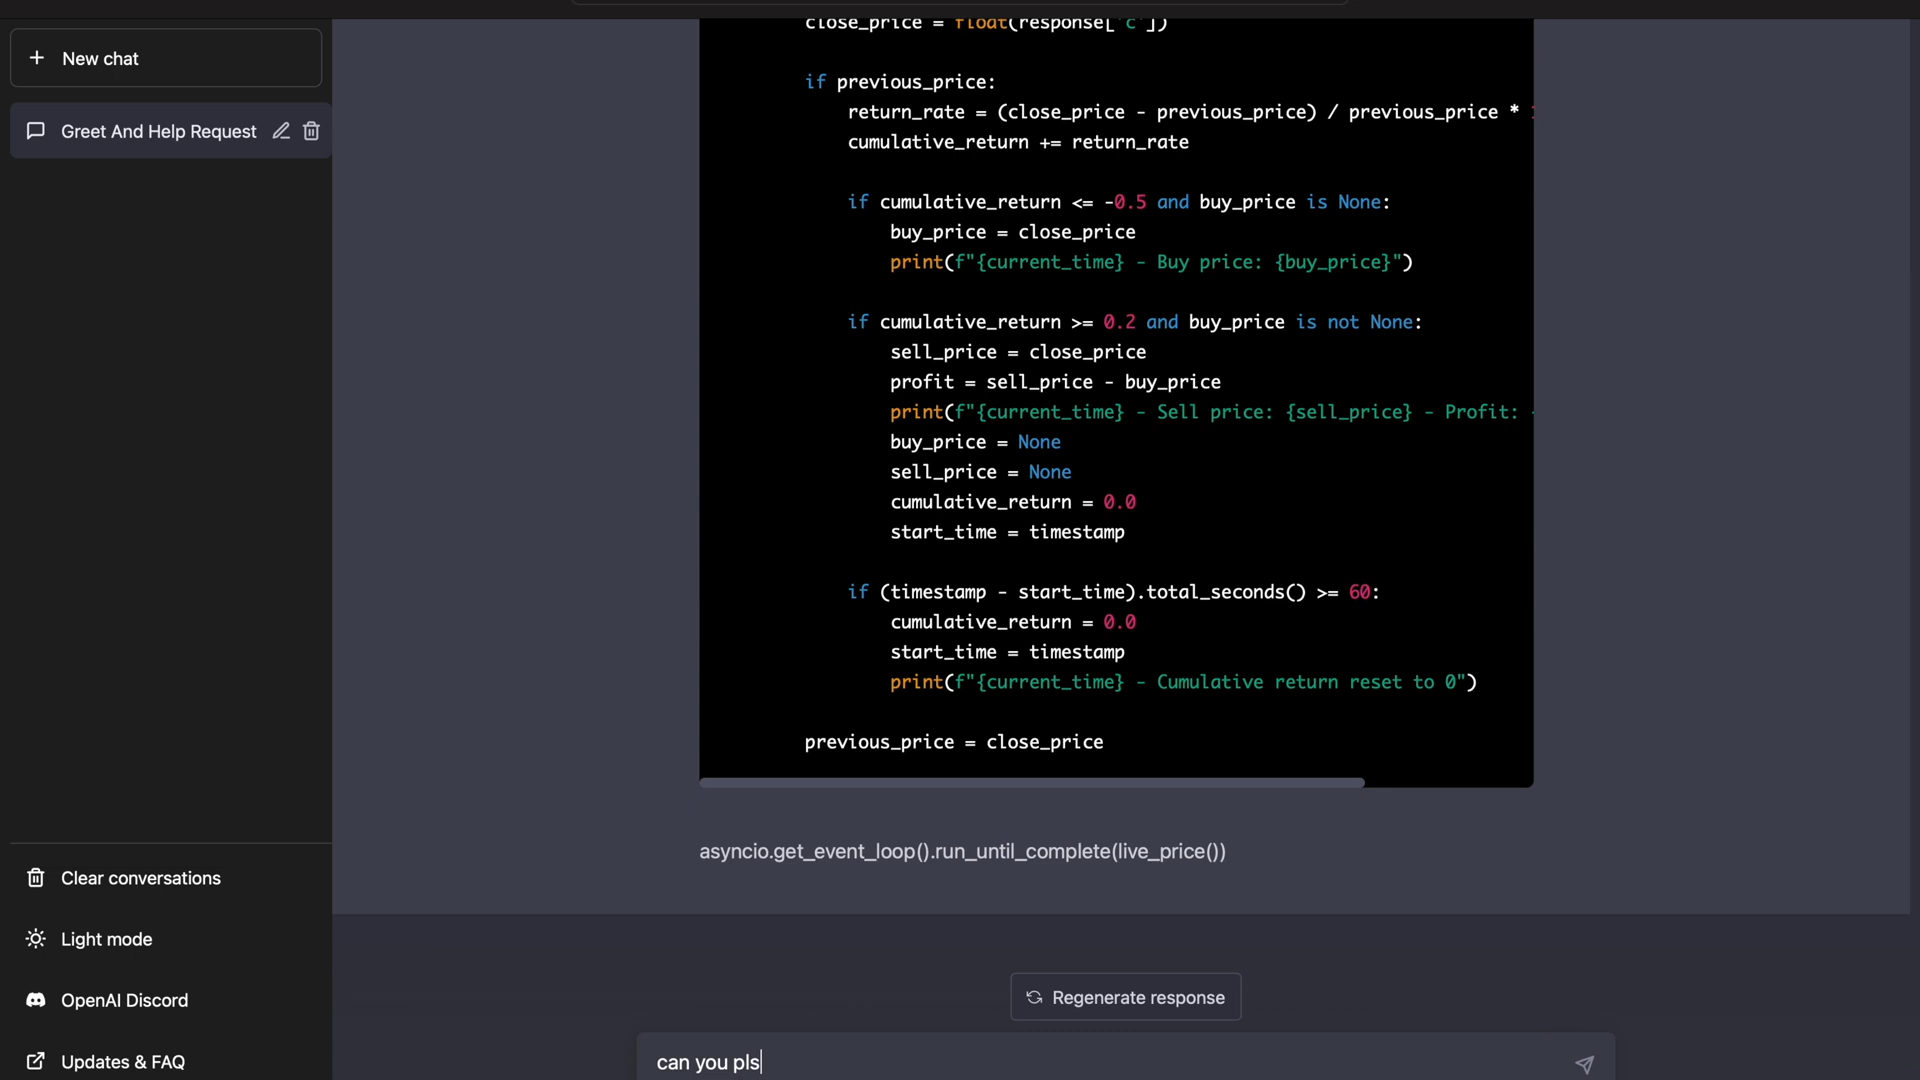 New chat
Greet And Help Request
close_price = float(response['c'])
if previous_price:
return_rate = (close_price - previous_price) / previous_price *
cumulative_return += return_rate
if cumulative_return <= -0.5 and buy_price is None:
buy_price = close_price
print(f"{current_time} - Buy price: {buy_price}")
if cumulative_return >= 0.2 and buy_price is not None:
sell_price = close_price
profit = sell_price - buy_price
print(f"{current_time} - Sell price: {sell_price} - Profit:
buy_price = None
sell_price = None
cumulative_return = 0.0
start_time = timestamp
if (timestamp - start_time).total_seconds() >= 60:
cumulative_return = 0.0
start_time = timestamp
print(f"{current_time} - Cumulative return reset to 0")
previous_price = close_price
asyncio.get_event_loop().run_until_complete(live_price())
Clear conversations
Light mode
OpenAI Discord
Updates & FAQ
Regenerate response
can you pls